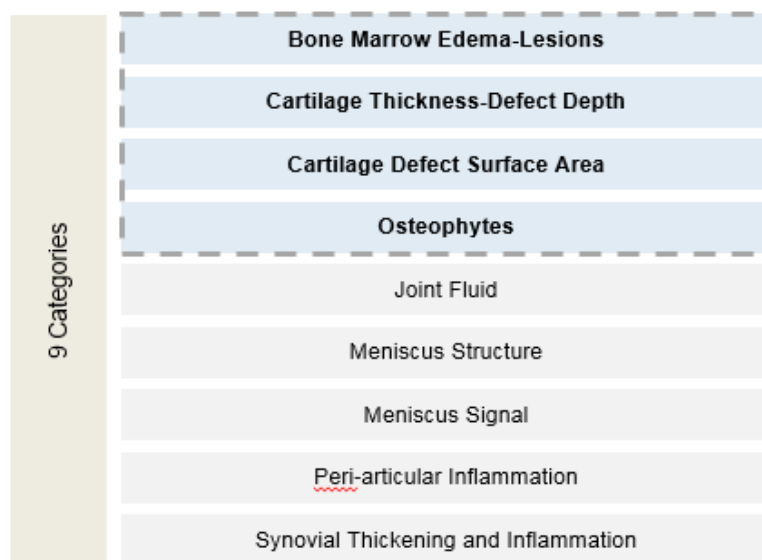 9 Categories
Bone Marrow Edema-Lesions
Cartilage Thickness-Defect Depth
Cartilage Defect Surface Area
Osteophytes
Joint Fluid
Meniscus Structure
Meniscus Signal
Peri-articular Inflammation
Synovial Thickening and Inflammation